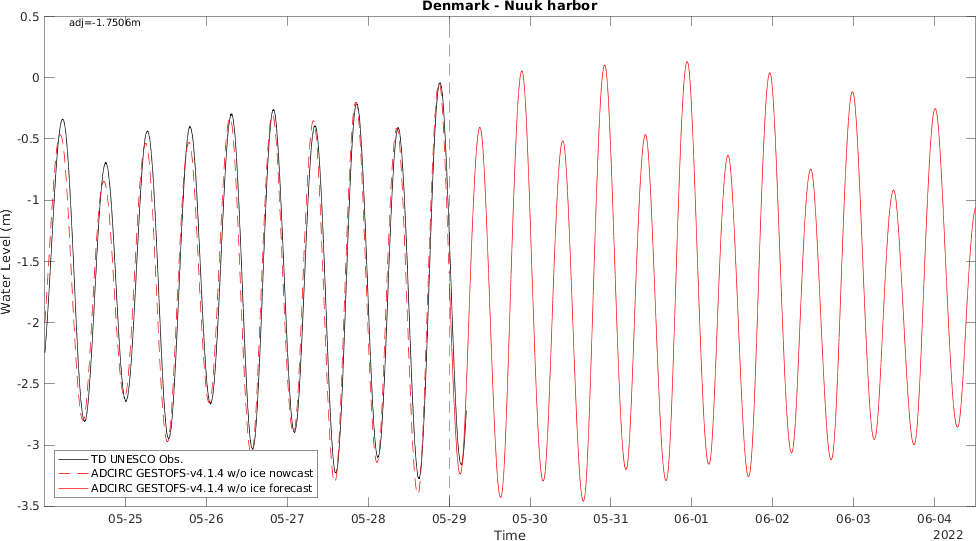 Denmark - Nuuk harbor
adj=-1.7506m
0.5
0
-0.5
-1
-1.5
-2
-2.5
-3
-3.5
Water Level (m)
TD UNESCO Obs.
ADCIRC GESTOFS-v4.1.4 w/o ice nowcast
ADCIRC GESTOFS-v4.1.4 w/o ice forecast
05-25 05-26 05-27 05-28 05-29 05-30 05-31 06-01 06-02 06-03 06-04
Time
2022